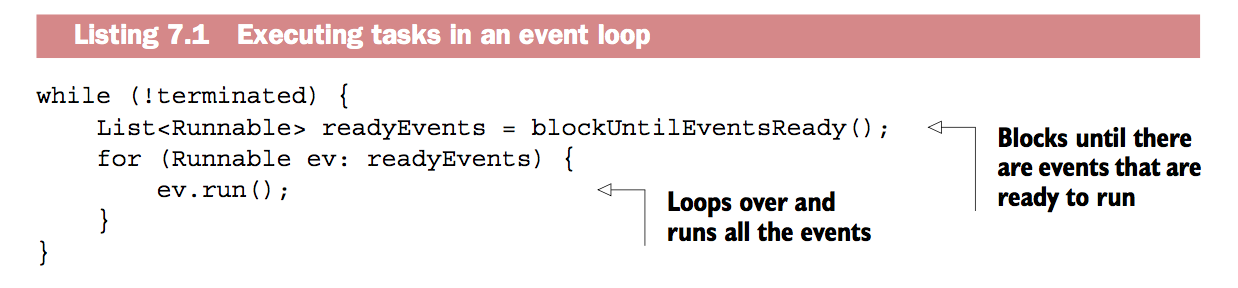 Listing 7.1 Executing tasks in an event loop
while (!terminated) {
List<Runnable> readyEvents = blockUntilEventsReady();
for (Runnable ev: readyEvents) {
ev.run();
}
}
Blocks until there
are events that are
ready to run
Loops over and
runs all the events